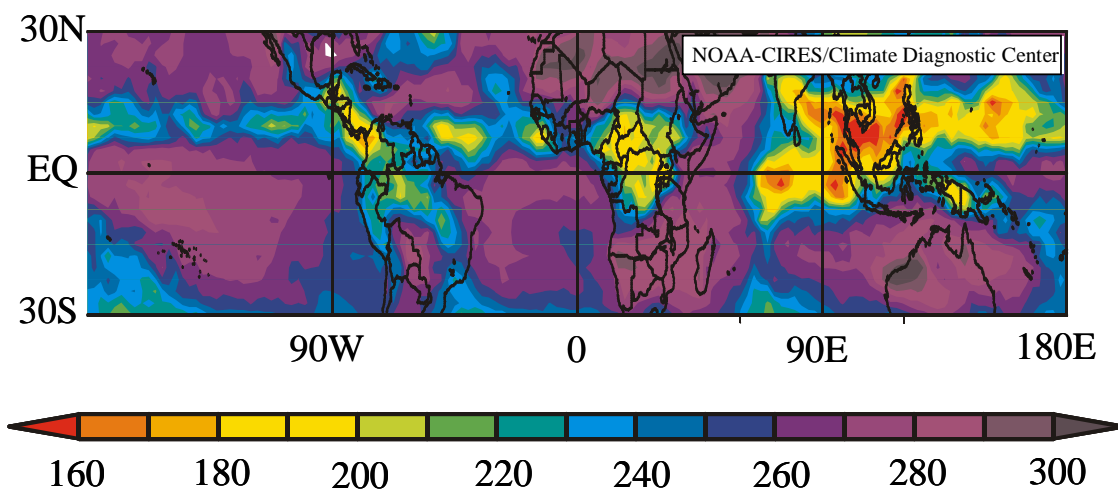 30N
NOAA-CIRES/Climate Diagnostic Center
EQ
30S
90W 0 90E 180E
160 180 200 220 240 260 280 300